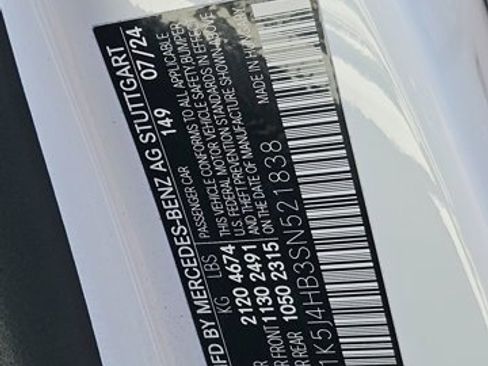 MFD BY MERCEDES-BENZ AG STUTTGART
149 07/24
PASSENGER CAR
KG LBS THIS VEHICLE CONFORMS TO ALL APPLICABLE
2120 4674 U.S. FEDERAL MOTOR VEHICLE SAFETY BUMPER
1130 2491 AND THEFT PREVENTION STANDARDS IN EFFECT
R FRONT 1050 2315 ON THE DATE OF MANUFACTURE SHOWN ABOVE
R REAR MADE IN
1K5J4HB3SN521838